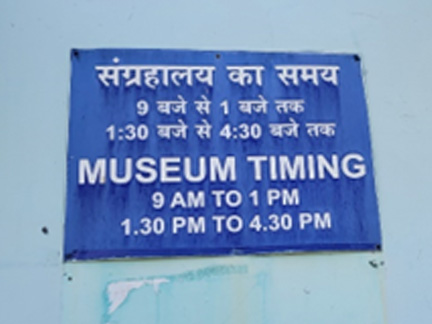 संग्रहालय का समय
9 बजे से 1 बजे तक
1:30 बजे से 4:30 बजे तक
MUSEUM TIMING
9 AM TO 1 PM
1.30 PM TO 4.30 PM